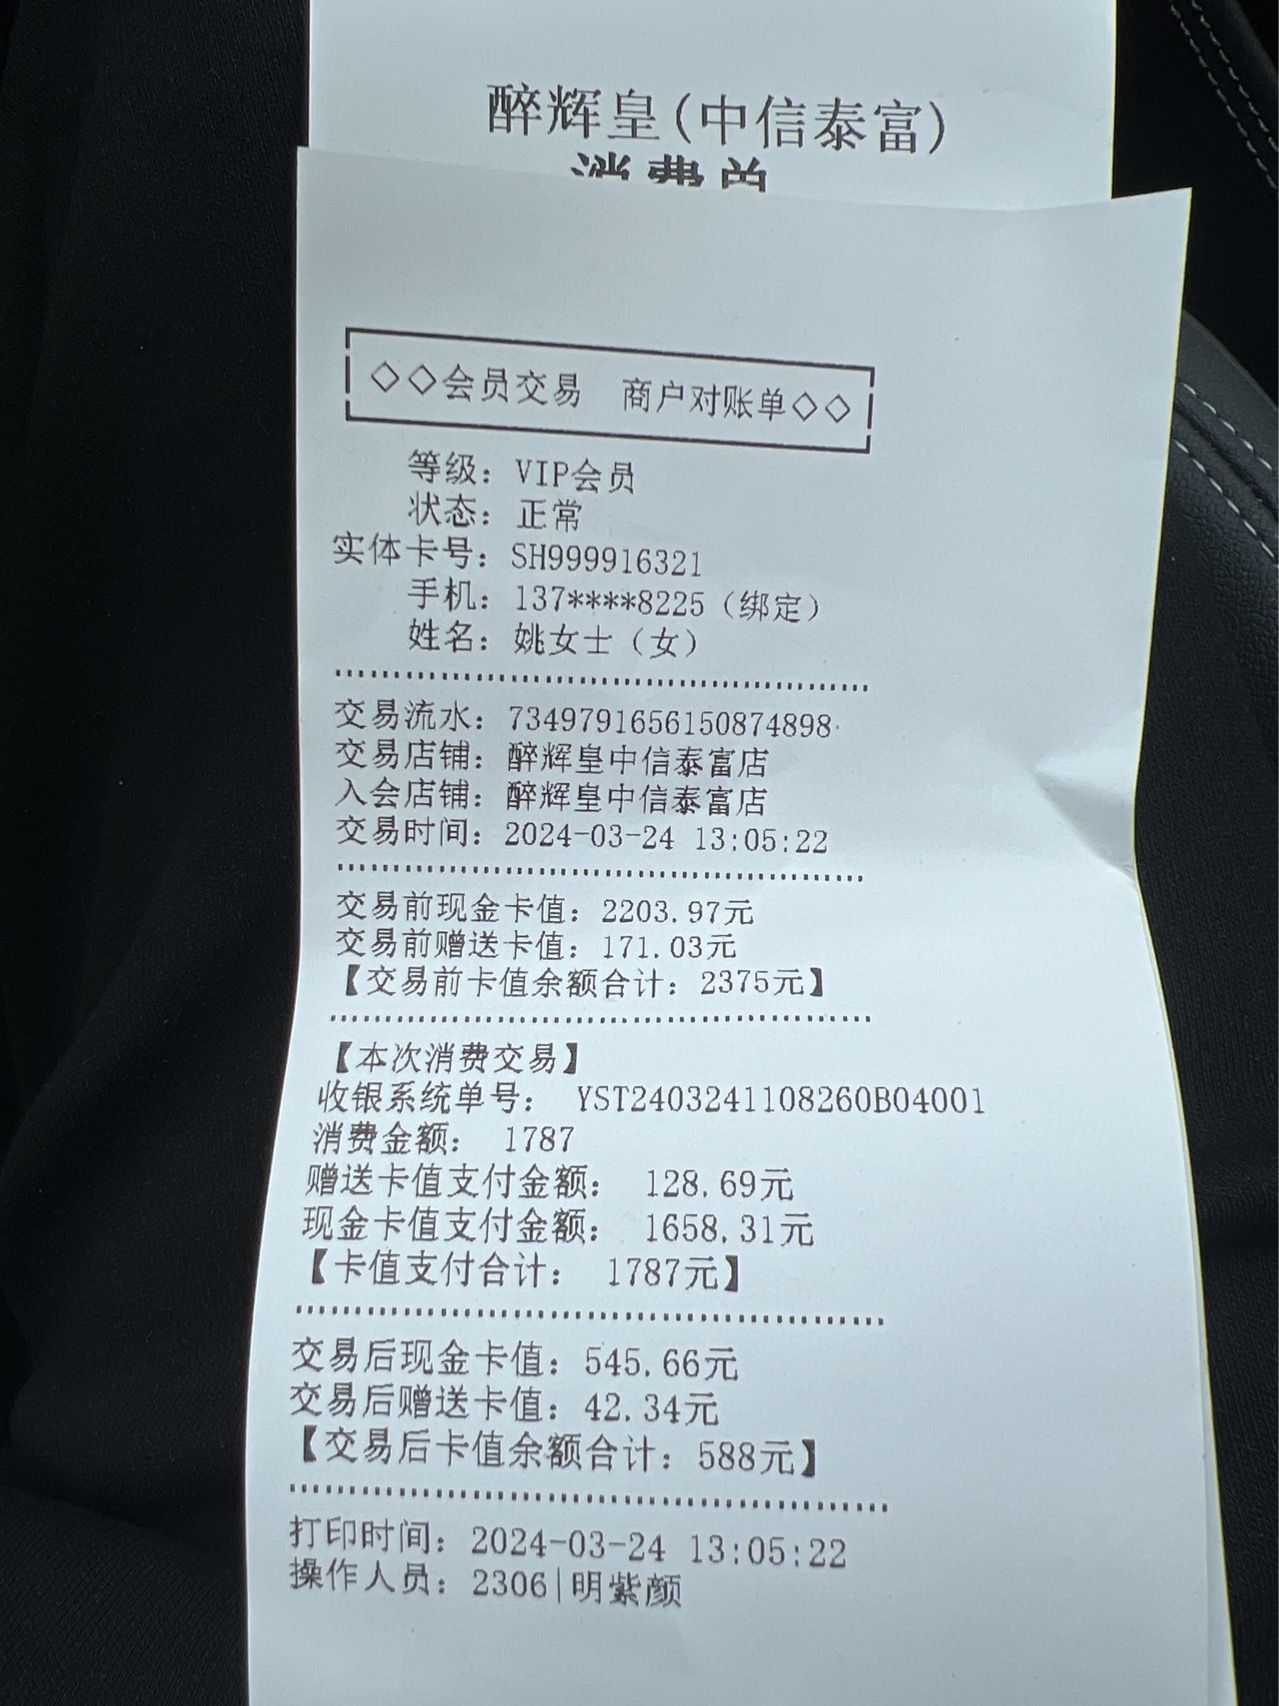 醉辉皇(中信泰富)
消费单
◇◇会员交易 商户对账单◇◇
等级：VIP会员
状态：正常
实体卡号：SH999916321
手机：137****8225（绑定）
姓名：姚女士（女）
交易流水：7349791656150874898
交易店铺：醉辉皇中信泰富店
入会店铺：醉辉皇中信泰富店
交易时间：2024-03-24 13:05:22
交易前现金卡值：2203.97元
交易前赠送卡值：171.03元
【交易前卡值余额合计：2375元】
【本次消费交易】
收银系统单号： YST2403241108260B04001
消费金额： 1787
赠送卡值支付金额： 128.69元
现金卡值支付金额： 1658.31元
【卡值支付合计： 1787元】
交易后现金卡值：545.66元
交易后赠送卡值：42.34元
【交易后卡值余额合计：588元】
打印时间：2024-03-24 13:05:22
操作人员：2306|明紫颜